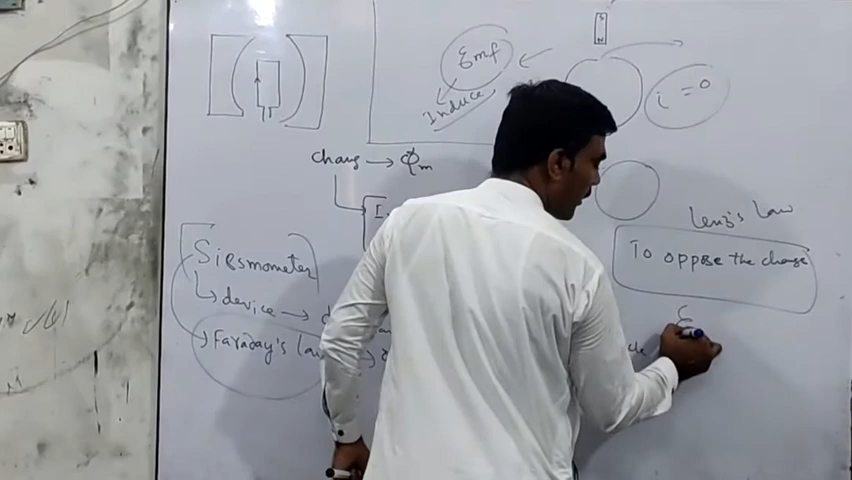 S
N
Emf
Induce
i = 0
chang → Φm
I.
Lenz's Law
To oppose the change
Siesmometer
↳ device →
→ Faraday's law →
ε